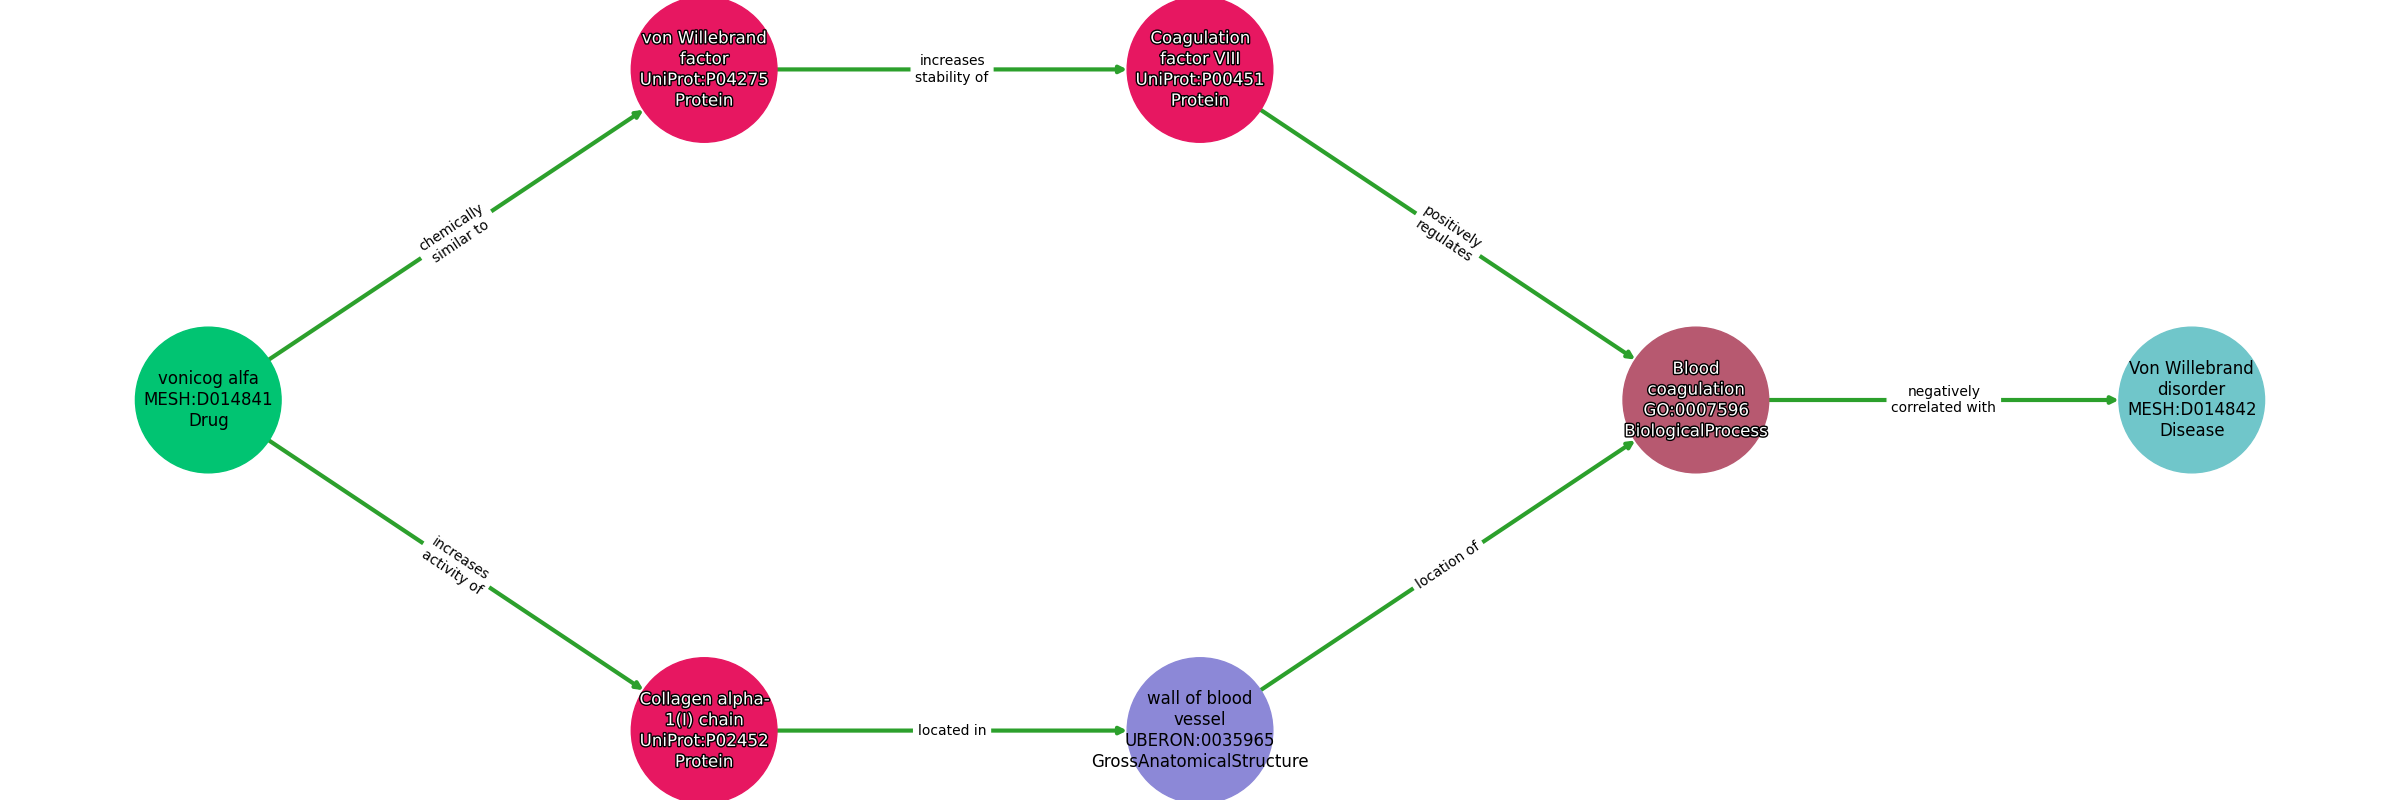 von Willebrand
factor
UniProt:P04275
Protein
increases
stability of
Coagulation
factor VIII
UniProt:P00451
Protein
chemically
similar to
positively
regulates
vonicog alfa
MESH:D014841
Drug
Blood
coagulation
GO:0007596
BiologicalProcess
negatively
correlated with
Von Willebrand
disorder
MESH:D014842
Disease
increases
activity of
location of
Collagen alpha-
1(I) chain
UniProt:P02452
Protein
located in
wall of blood
vessel
UBERON:0035965
GrossAnatomicalStructure